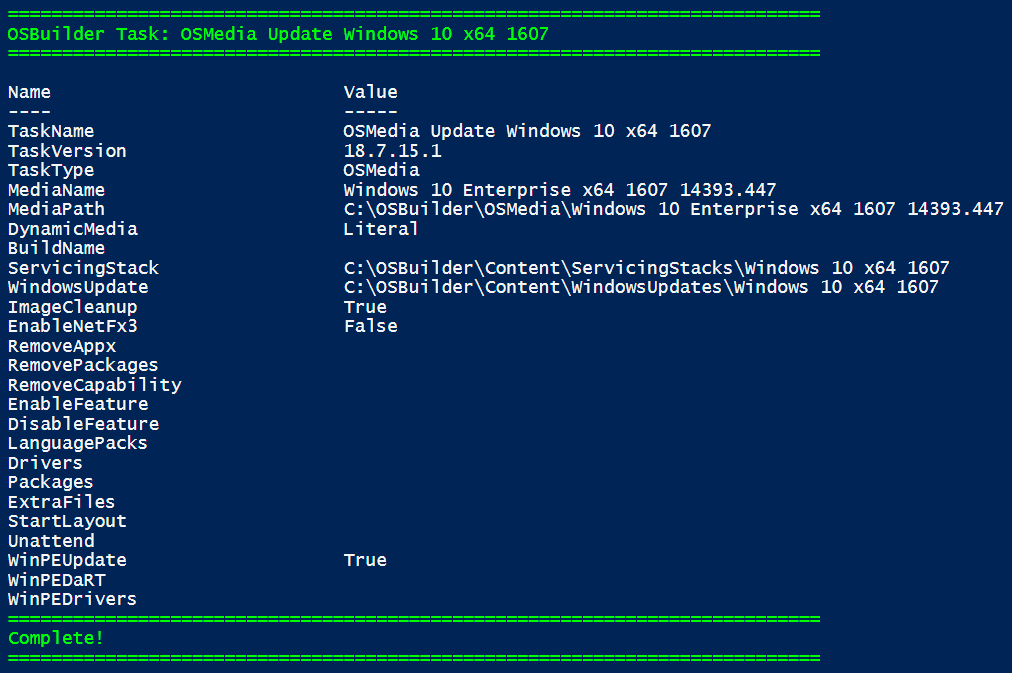 ===========================================================================
OSBuilder Task: OSMedia Update Windows 10 x64 1607
===========================================================================
Name                           Value
----                           -----
TaskName                       OSMedia Update Windows 10 x64 1607
TaskVersion                    18.7.15.1
TaskType                       OSMedia
MediaName                      Windows 10 Enterprise x64 1607 14393.447
MediaPath                      C:\OSBuilder\OSMedia\Windows 10 Enterprise x64 1607 14393.447
DynamicMedia                   Literal
BuildName
ServicingStack                 C:\OSBuilder\Content\ServicingStacks\Windows 10 x64 1607
WindowsUpdate                  C:\OSBuilder\Content\WindowsUpdates\Windows 10 x64 1607
ImageCleanup                   True
EnableNetFx3                   False
RemoveAppx
RemovePackages
RemoveCapability
EnableFeature
DisableFeature
LanguagePacks
Drivers
Packages
ExtraFiles
StartLayout
Unattend
WinPEUpdate                    True
WinPEDaRT
WinPEDrivers
===========================================================================
Complete!
===========================================================================